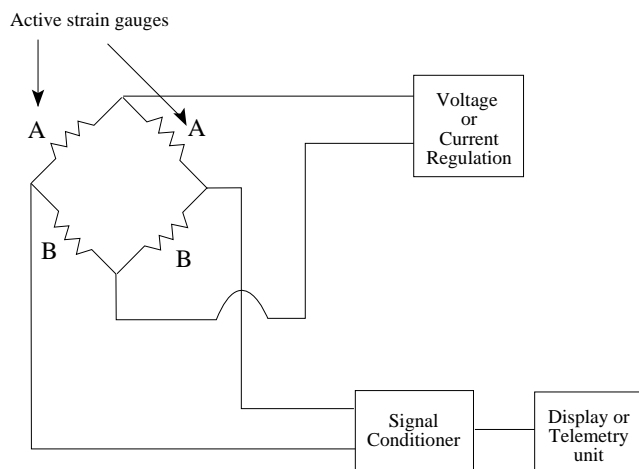 Active strain gauges
A
A
B
B
Voltage
or
Current
Regulation
Signal
Conditioner
Display or
Telemetry
unit